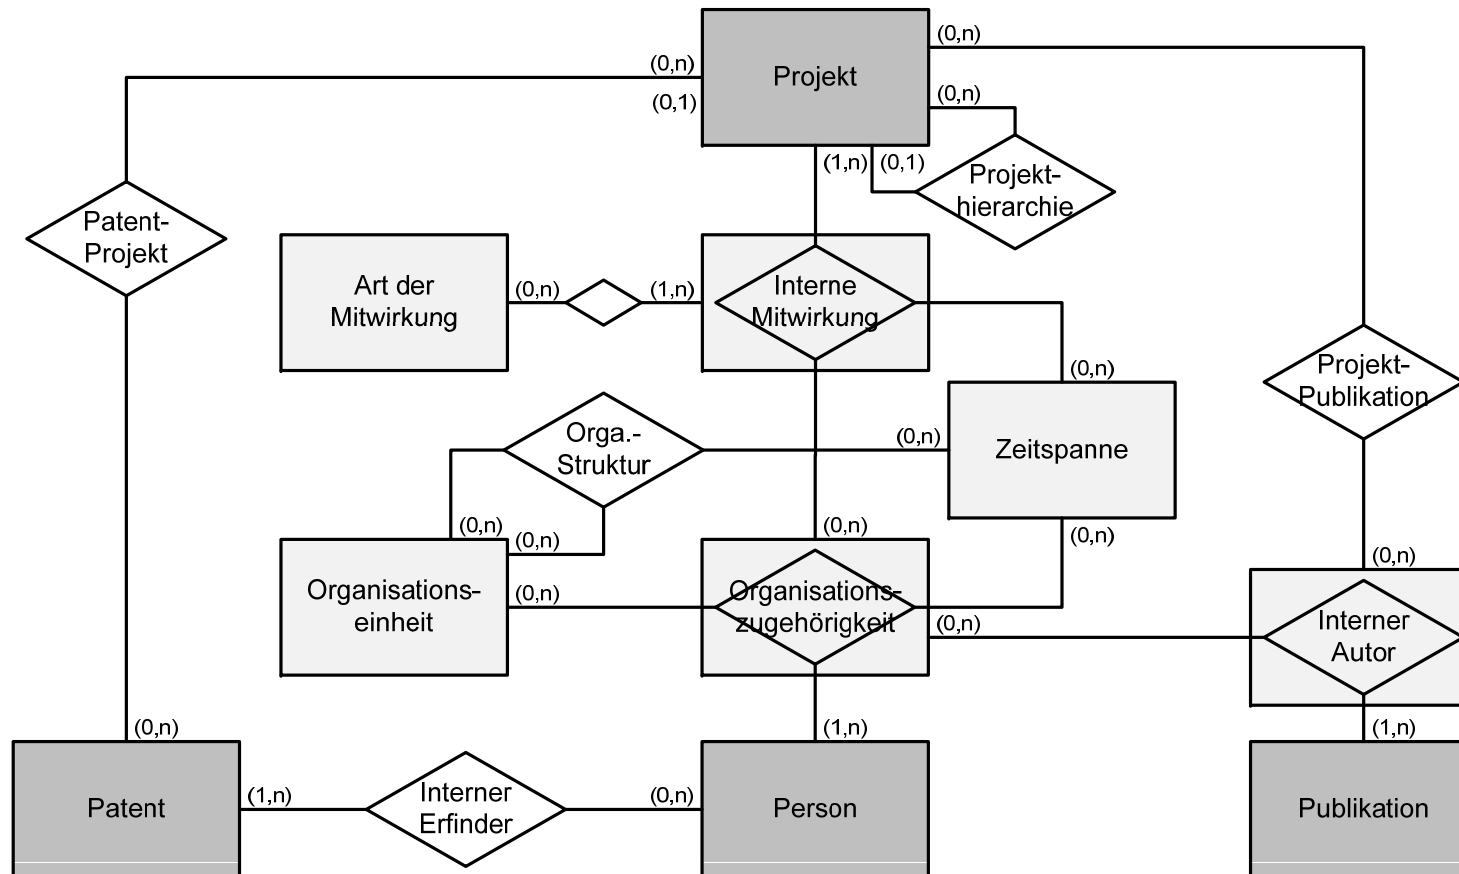 (0,n)
(0,n)
Projekt
(0,n)
(0,1)
(0,n)
(1,n)
(0,1)
Projekt-
hierarchie
Patent-
Projekt
Art der
Mitwirkung
(0,n)
(1,n)
Interne
Mitwirkung
(0,n)
Projekt-
Publikation
Orga.-
Struktur
(0,n)
Zeitspanne
(0,n)
(0,n)
(0,n)
(0,n)
(0,n)
Organisations-
einheit
(0,n)
Organisations-
zugehörigkeit
(0,n)
Interner
Autor
(0,n)
(1,n)
(1,n)
Patent
(1,n)
Interner
Erfinder
(0,n)
Person
Publikation